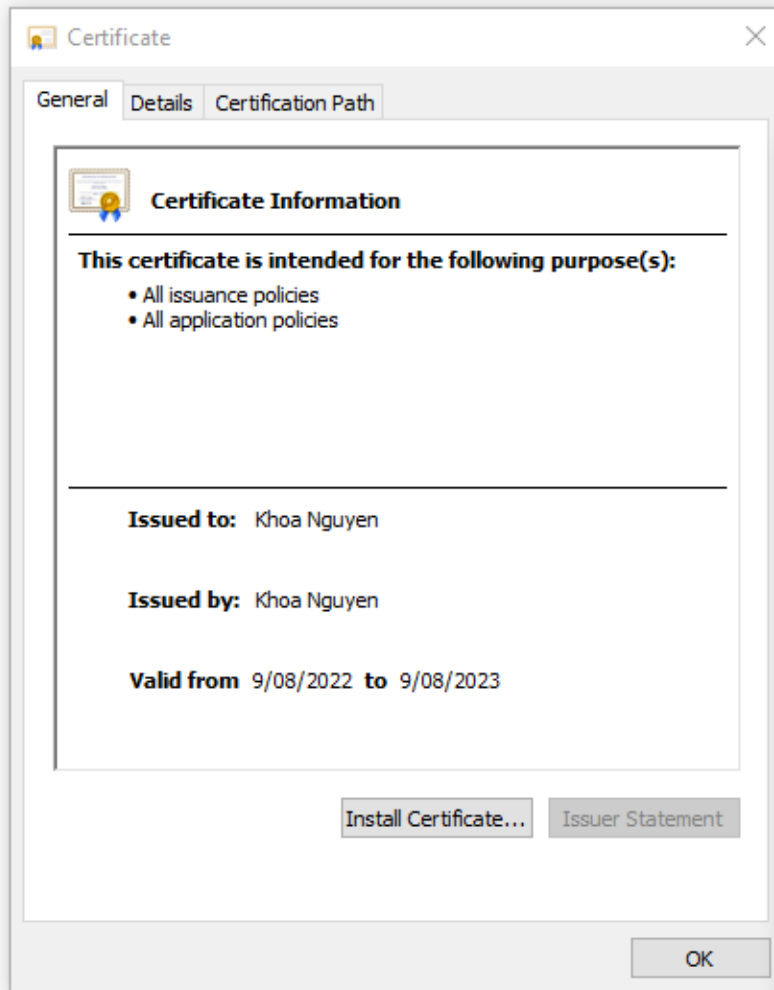 Certificate
General Details Certification Path
Certificate Information
This certificate is intended for the following purpose(s):
• All issuance policies
• All application policies
Issued to: Khoa Nguyen
Issued by: Khoa Nguyen
Valid from 9/08/2022 to 9/08/2023
Install Certificate... Issuer Statement
OK